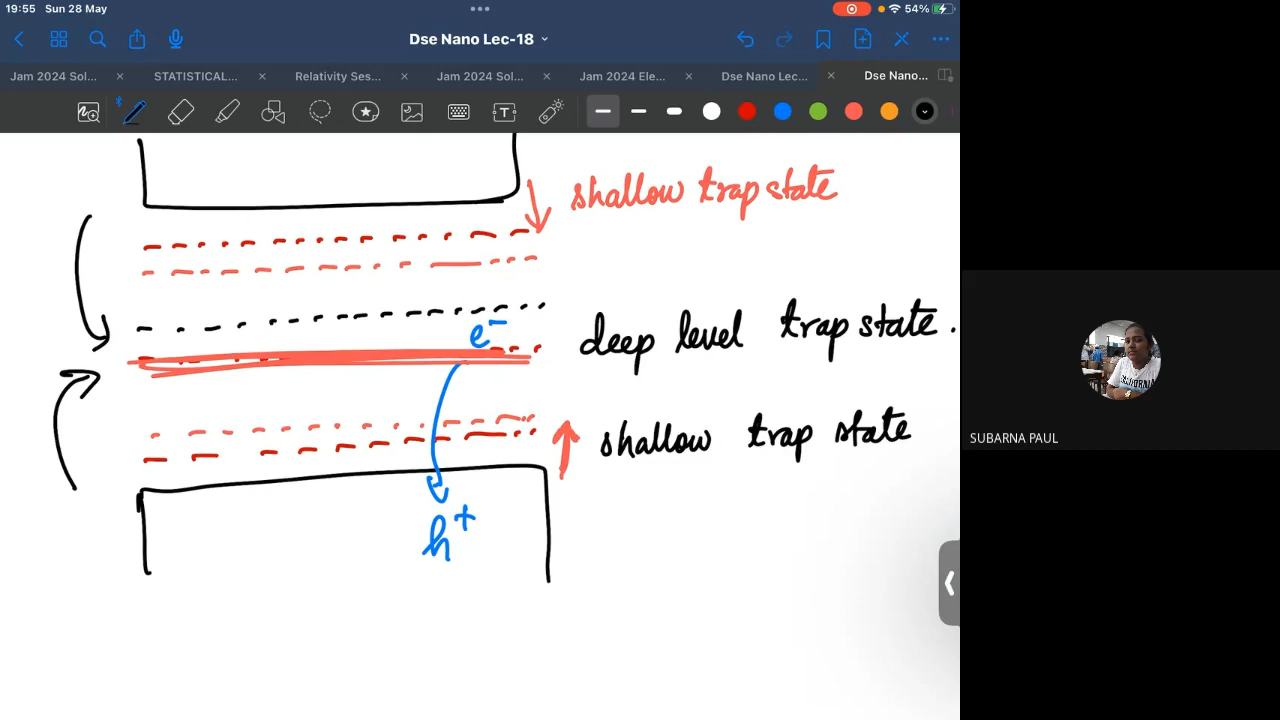 19:55 Sun 28 May
54%
Dse Nano Lec-18
Jam 2024 Sol...
STATISTICAL...
Relativity Ses...
Jam 2024 Sol...
Jam 2024 Ele...
Dse Nano Lec...
Dse Nano...
shallow trap state
e⁻
deep level trap state.
shallow trap state
h⁺
SUBARNA PAUL